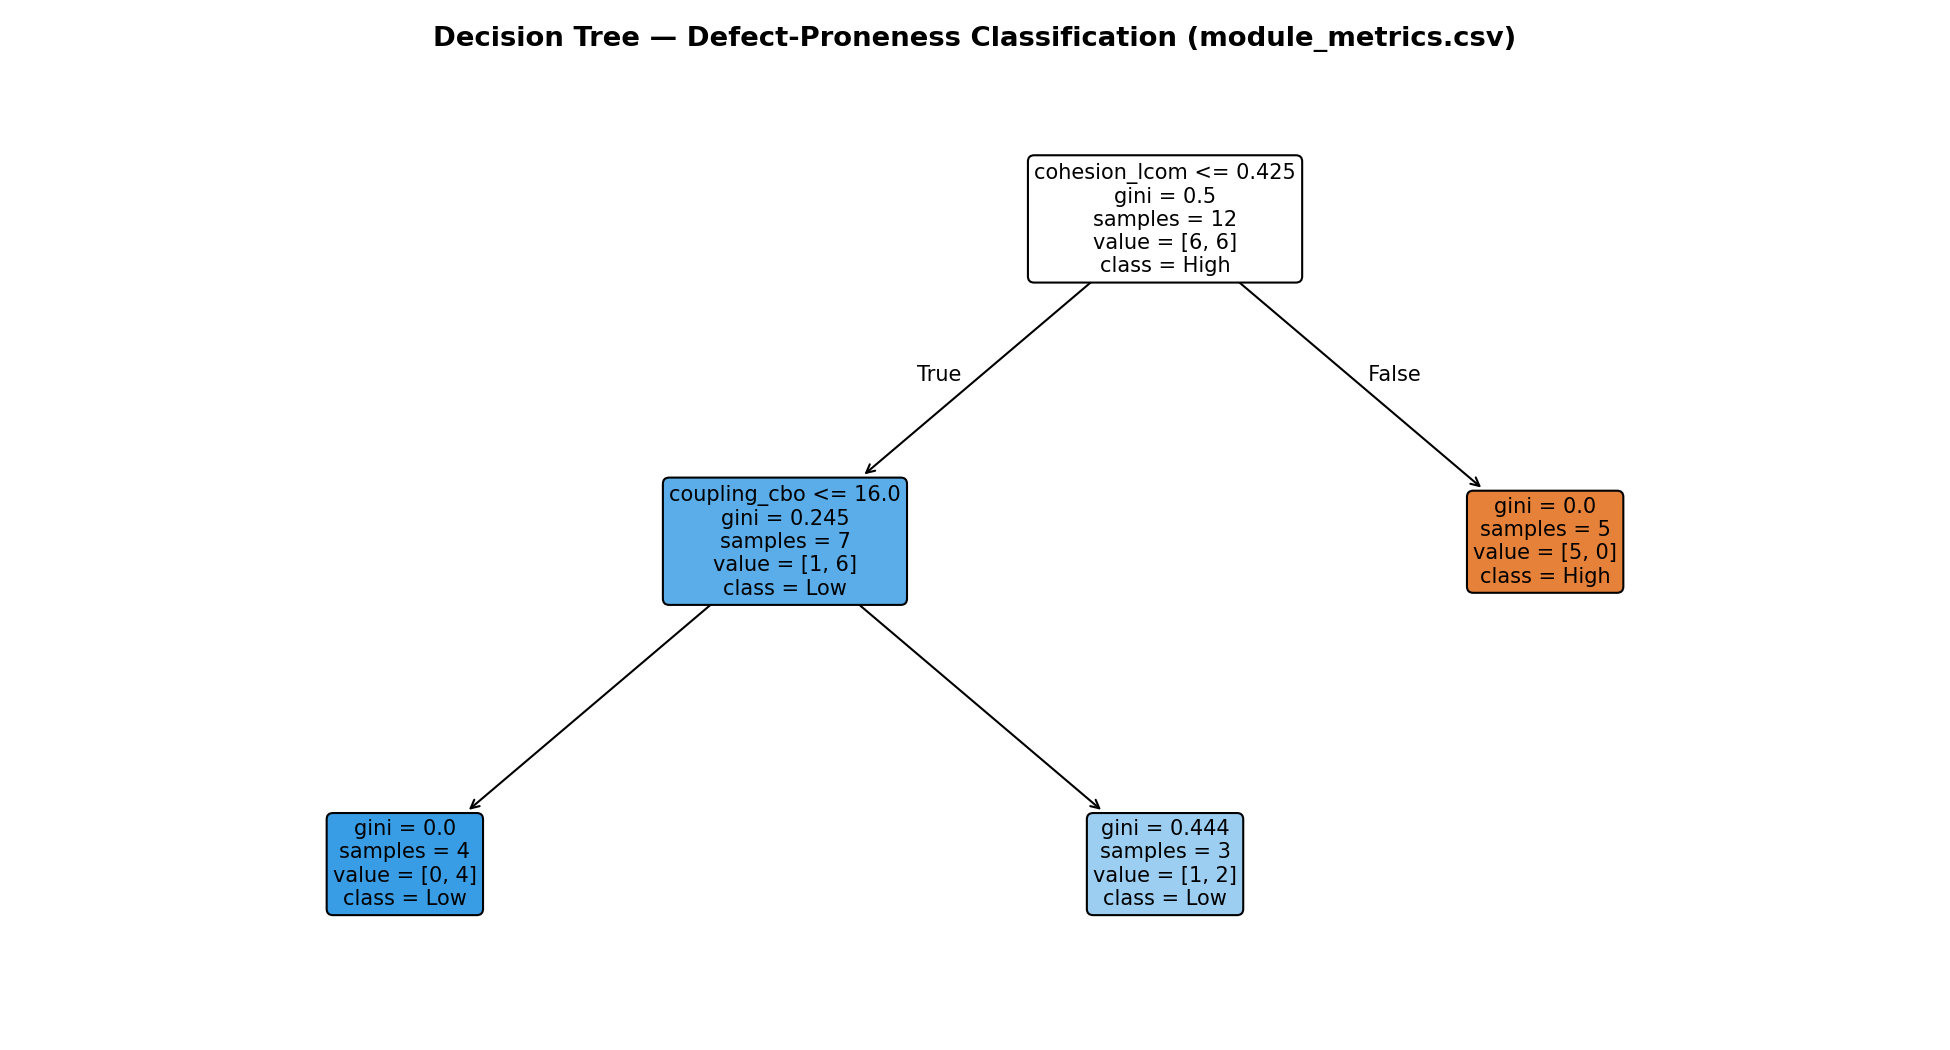 Decision Tree — Defect-Proneness Classification (module_metrics.csv)
cohesion_lcom <= 0.425
gini = 0.5
samples = 12
value = [6, 6]
class = High
True
False
coupling_cbo <= 16.0
gini = 0.245
samples = 7
value = [1, 6]
class = Low
gini = 0.0
samples = 5
value = [5, 0]
class = High
gini = 0.0
samples = 4
value = [0, 4]
class = Low
gini = 0.444
samples = 3
value = [1, 2]
class = Low